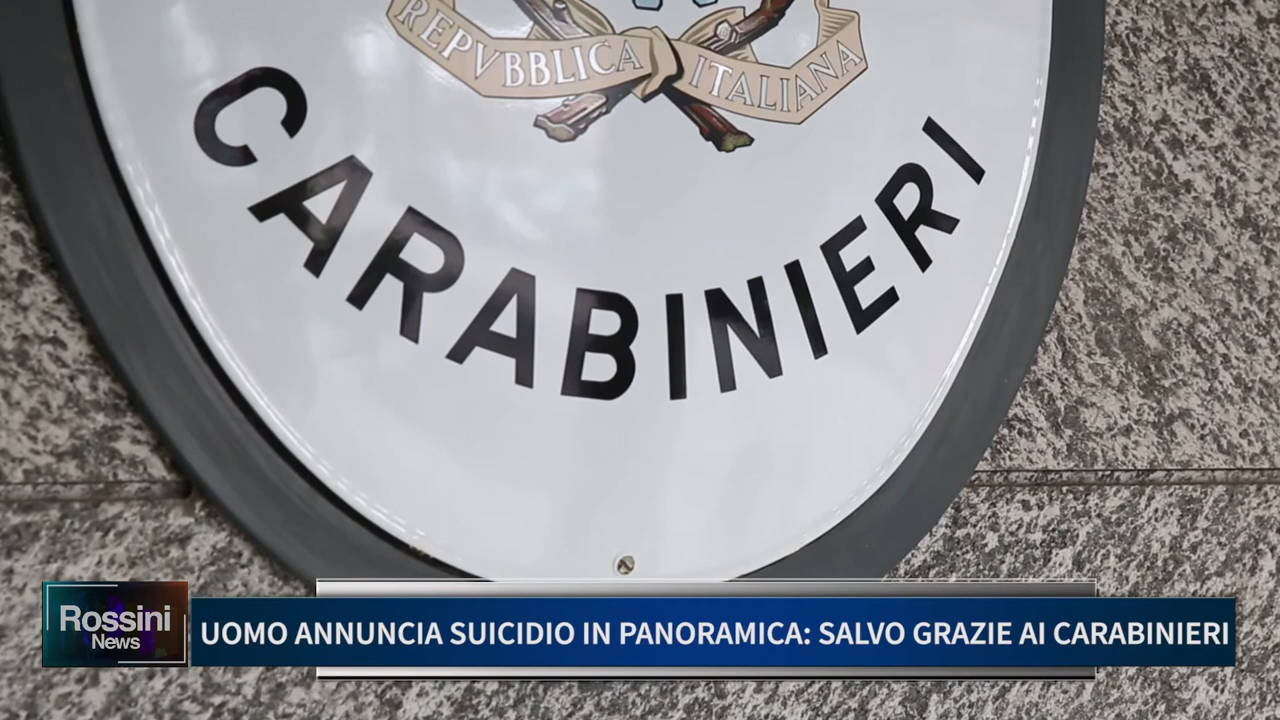 REPVBBLICA ITALIANA
CARABINIERI
Rossini
News
UOMO ANNUNCIA SUICIDIO IN PANORAMICA: SALVO GRAZIE AI CARABINIERI